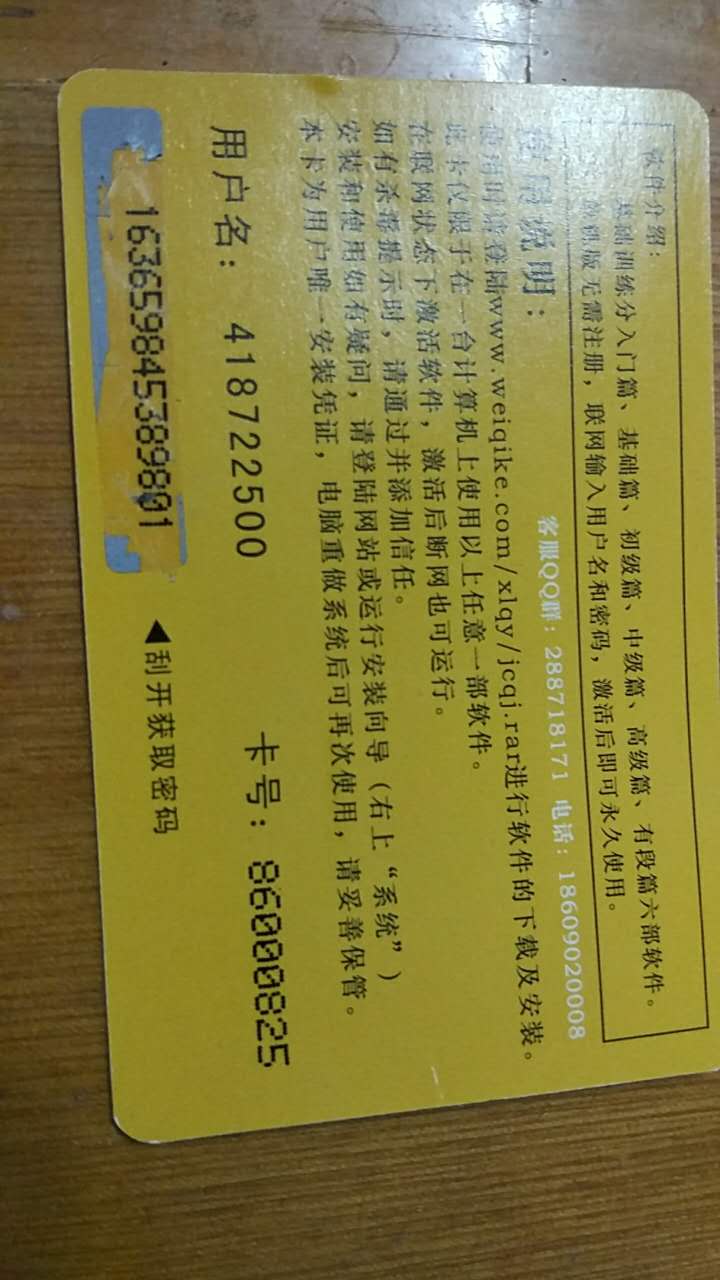 软件介绍：
基础训练分入门篇、基础篇、初级篇、中级篇、高级篇、有段篇六部软件。
版无需注册，联网输入用户名和密码，激活后即可永久使用。
客服QQ群：288718171 电话：18609020008
使用说明：
使用时请登陆www.weiqike.com/xlqy/jcqj.rar进行软件的下载及安装。
此卡仅限于在一台计算机上使用以上任意一部软件。
在联网状态下激活软件，激活后断网也可运行。
如有杀毒提示时，请通过并添加信任。
安装和使用如有疑问，请登陆网站或运行安装向导（右上“系统”）
本卡为用户唯一安装凭证，电脑重做系统后可再次使用，请妥善保管。
用户名：418722500
卡号：86000825
163659845389801
◀刮开获取密码